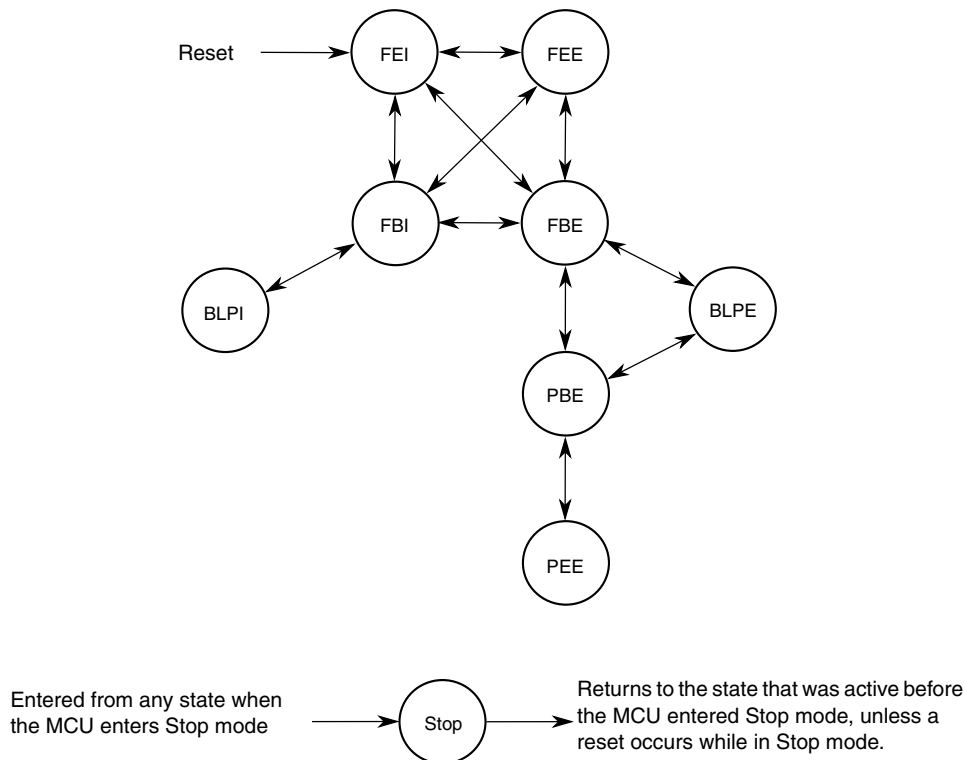 Reset
FEI
FEE
FBI
FBE
BLPI
BLPE
PBE
PEE
Entered from any state when
the MCU enters Stop mode
Stop
Returns to the state that was active before
the MCU entered Stop mode, unless a
reset occurs while in Stop mode.